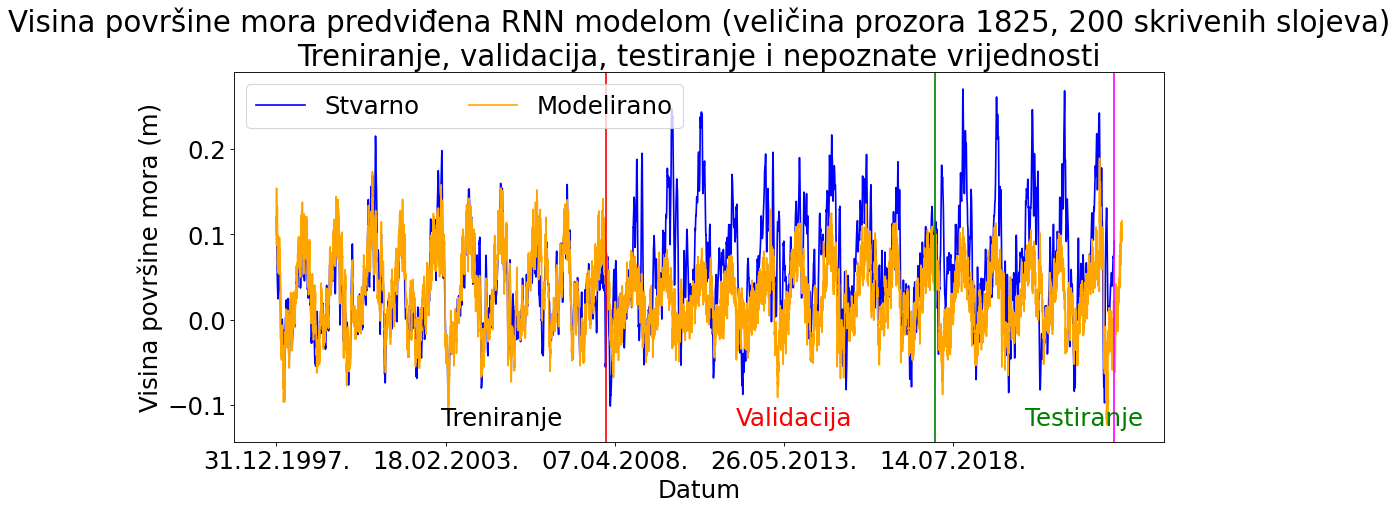 Visina površine mora predviđena RNN modelom (veličina prozora 1825, 200 skrivenih slojeva)
Treniranje, validacija, testiranje i nepoznate vrijednosti
Stvarno Modelirano
Visina površine mora (m)
0.2
0.1
0.0
−0.1
Treniranje Validacija Testiranje
31.12.1997. 18.02.2003. 07.04.2008. 26.05.2013. 14.07.2018.
Datum